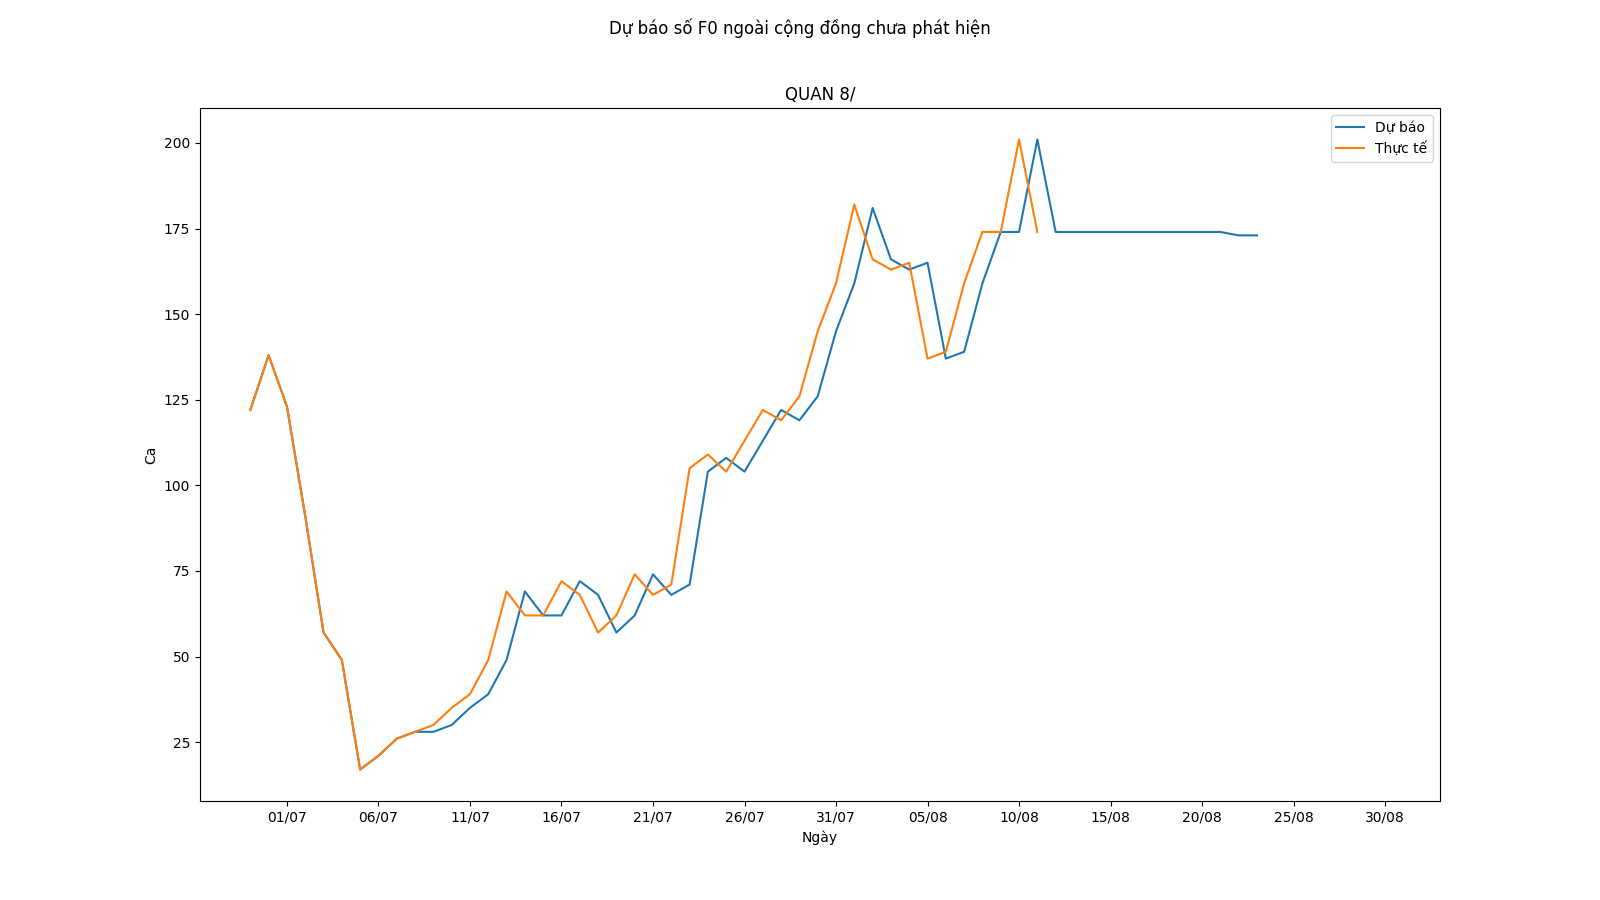 Dự báo số F0 ngoài cộng đồng chưa phát hiện
QUAN 8/
Dự báo
Thực tế
200
175
150
125
100
75
50
25
Ca
01/07 06/07 11/07 16/07 21/07 26/07 31/07 05/08 10/08 15/08 20/08 25/08 30/08
Ngày